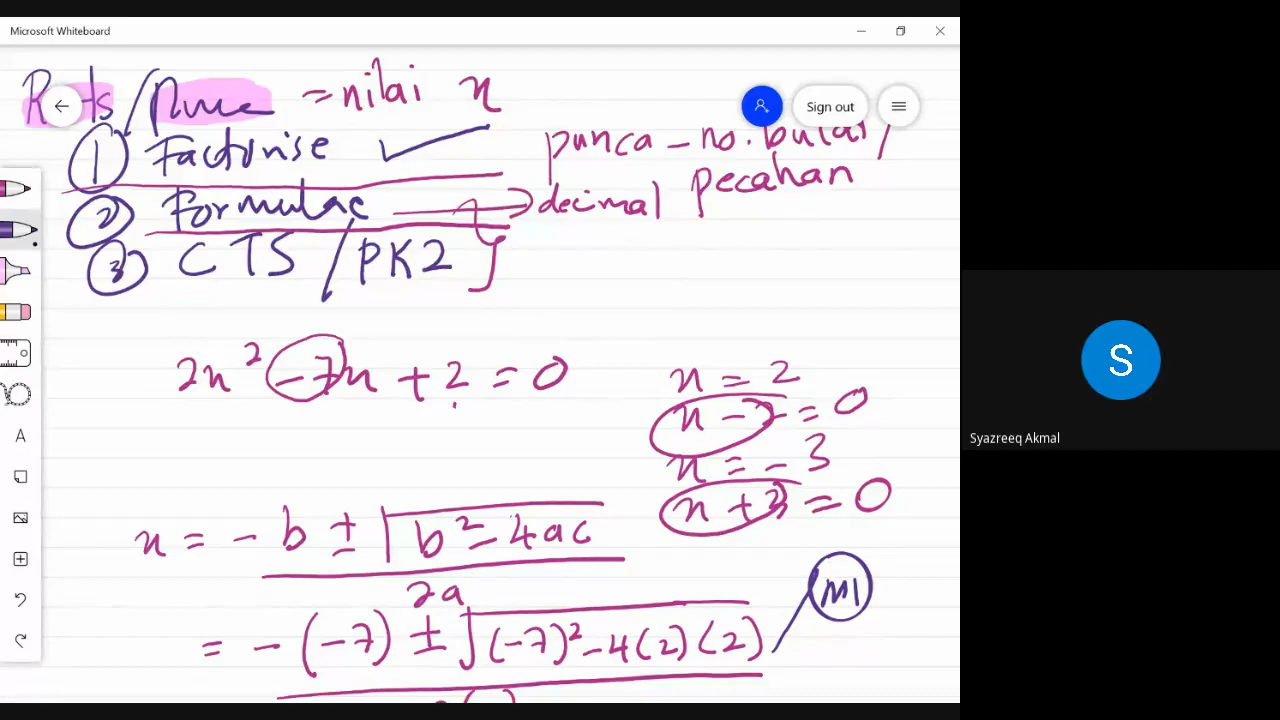 Microsoft Whiteboard
Roots / Punca = nilai x
Sign out
① Factorise ✓
punca - no. bulat /
pecahan
② Formulae → decimal
③ CTS / PK2
2x² - 7x + 2 = 0
x = 2
x - 2 = 0
x = - 3
x + 3 = 0
x = - b ± √b² - 4ac
2a
M1
= - (-7) ± √(-7)² - 4(2)(2)
S
Syazreeq Akmal
A